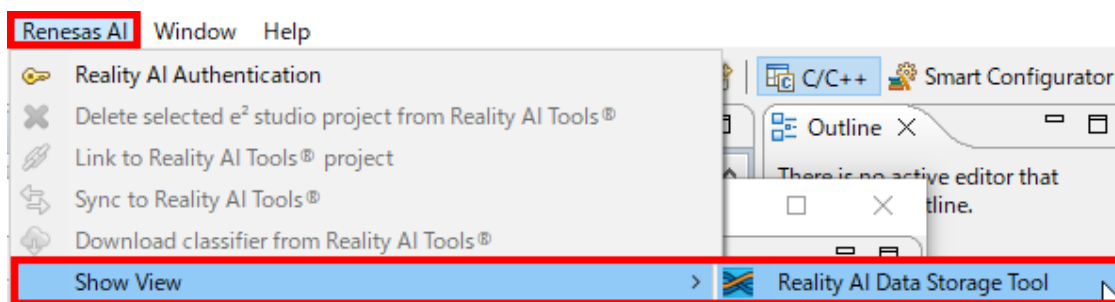 Renesas AI Window Help
Reality AI Authentication
C/C++ Smart Configurator
Delete selected e² studio project from Reality AI Tools®
Outline
Link to Reality AI Tools® project
There is no active editor that
Sync to Reality AI Tools®
tline.
Download classifier from Reality AI Tools®
Show View > Reality AI Data Storage Tool